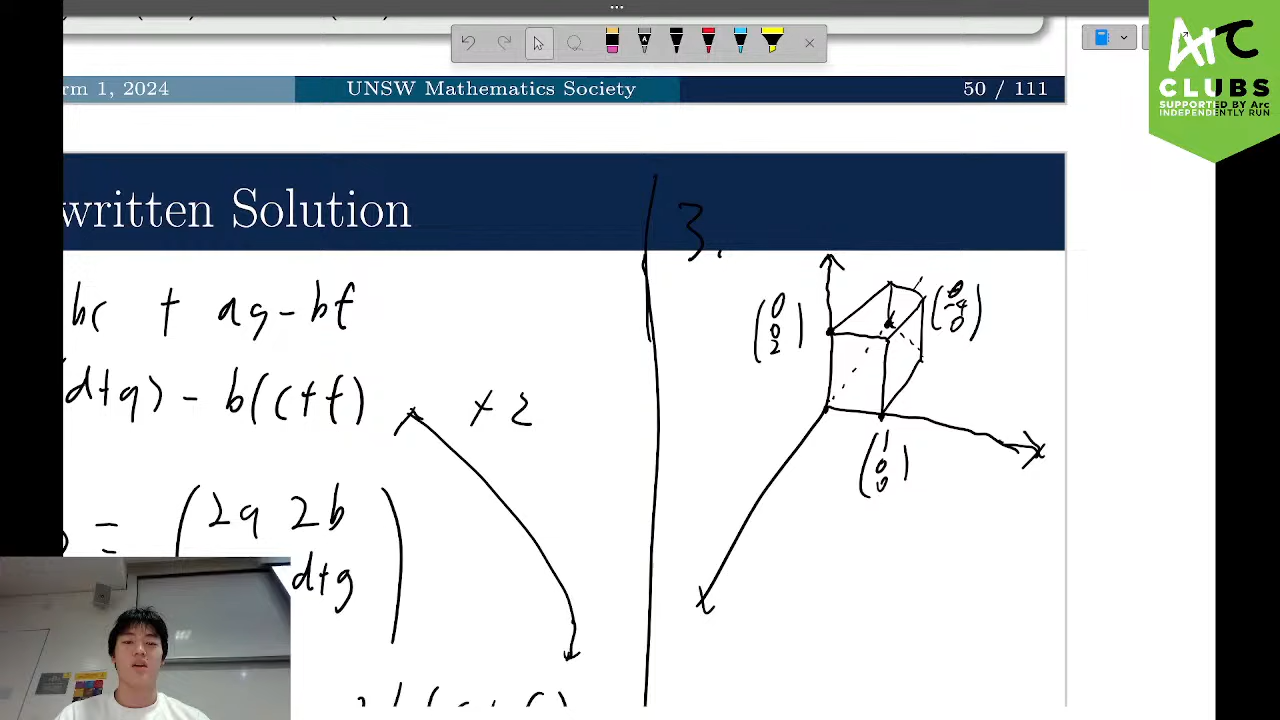 rm 1, 2024 UNSW Mathematics Society 50 / 111
Arc
CLUBS
SUPPORTED BY Arc
INDEPENDENTLY RUN
written Solution
3.
bc + ag - bf
d+g) - b(c+f)
× 2
= (2a 2b
d+g)
(0
0
2)
-4
0)
(1
0
0)
x